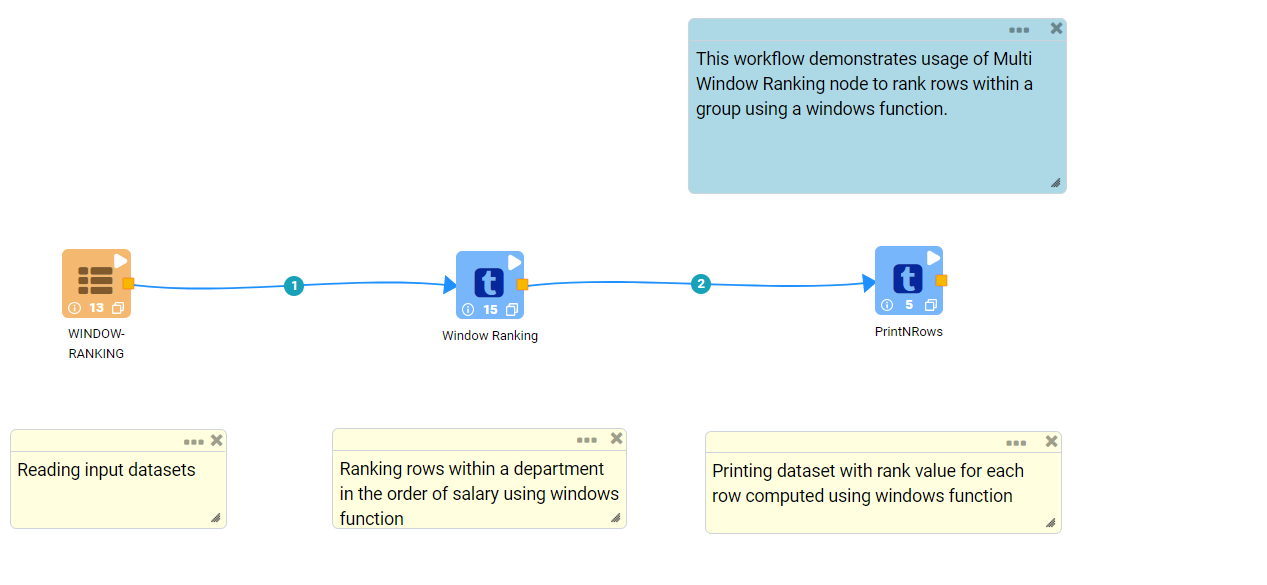 This workflow demonstrates usage of Multi
Window Ranking node to rank rows within a
group using a windows function.
1
2
t
t
13
15
5
WINDOW-
RANKING
Window Ranking
PrintNRows
Reading input datasets
Ranking rows within a department
in the order of salary using windows
function
Printing dataset with rank value for each
row computed using windows function